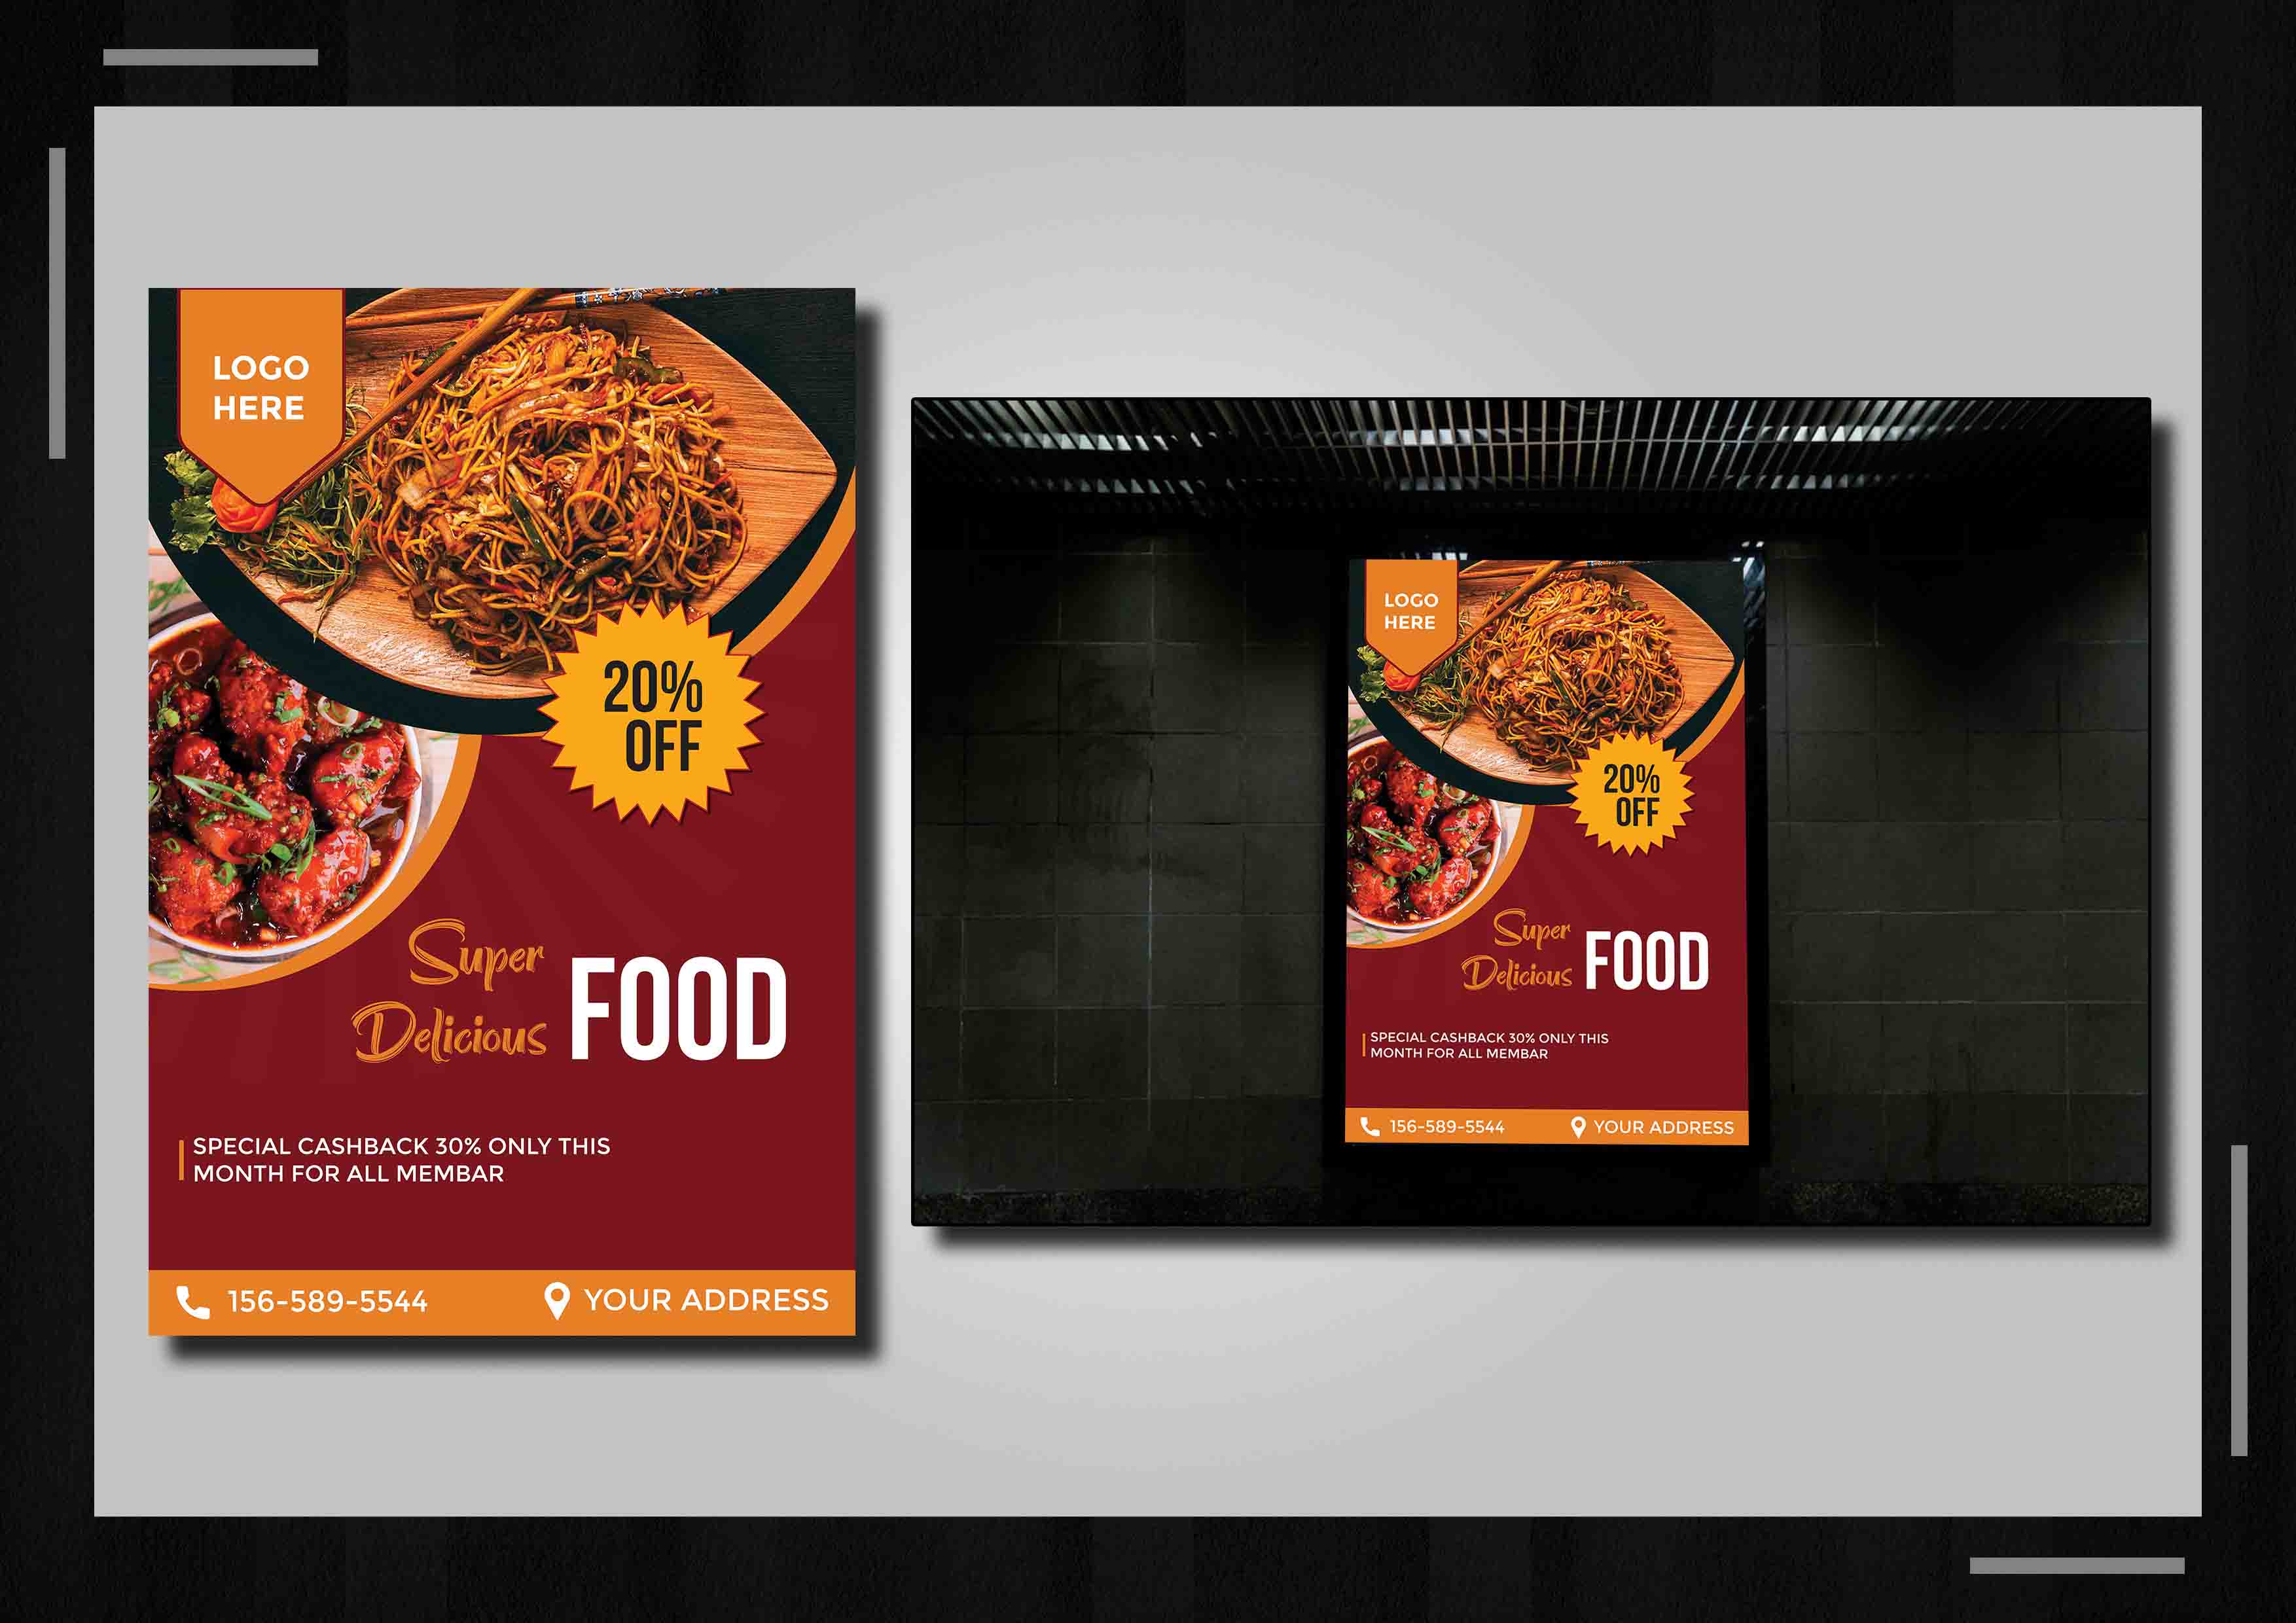 LOGO
HERE
20%
OFF
Super
Delicious
FOOD
SPECIAL CASHBACK 30% ONLY THIS
MONTH FOR ALL MEMBAR
156-589-5544
YOUR ADDRESS
LOGO
HERE
20%
OFF
Super
Delicious
FOOD
SPECIAL CASHBACK 30% ONLY THIS
MONTH FOR ALL MEMBAR
156-589-5544
YOUR ADDRESS